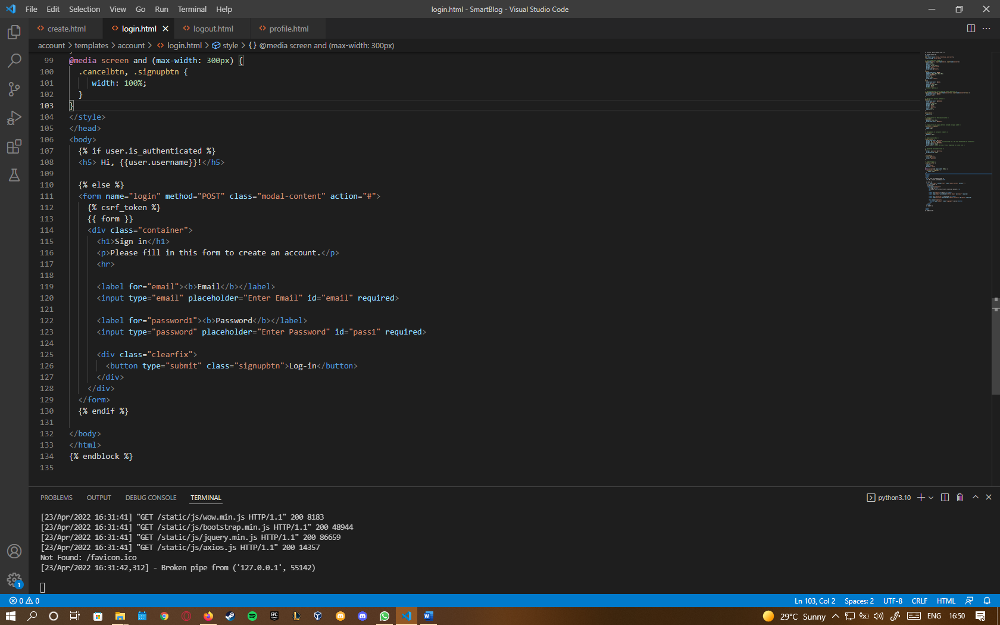 File Edit Selection View Go Run Terminal Help
login.html - SmartBlog - Visual Studio Code
create.html login.html logout.html profile.html
account > templates > account > login.html > style > {} @media screen and (max-width: 300px)
99 @media screen and (max-width: 300px) {
100 .cancelbtn, .signupbtn {
101 width: 100%;
102 }
103 }
104 </style>
105 </head>
106 <body>
107 {% if user.is_authenticated %}
108 <h5> Hi, {{user.username}}!</h5>
109
110 {% else %}
111 <form name="login" method="POST" class="modal-content" action="#">
112 {% csrf_token %}
113 {{ form }}
114 <div class="container">
115 <h1>Sign in</h1>
116 <p>Please fill in this form to create an account.</p>
117 <hr>
118
119 <label for="email"><b>Email</b></label>
120 <input type="email" placeholder="Enter Email" id="email" required>
121
122 <label for="password1"><b>Password</b></label>
123 <input type="password" placeholder="Enter Password" id="pass1" required>
124
125 <div class="clearfix">
126 <button type="submit" class="signupbtn">Log-in</button>
127 </div>
128 </div>
129 </form>
130 {% endif %}
131
132 </body>
133 </html>
134 {% endblock %}
135
PROBLEMS OUTPUT DEBUG CONSOLE TERMINAL
python3.10
[23/Apr/2022 16:31:41] "GET /static/js/wow.min.js HTTP/1.1" 200 8183
[23/Apr/2022 16:31:41] "GET /static/js/bootstrap.min.js HTTP/1.1" 200 48944
[23/Apr/2022 16:31:41] "GET /static/js/jquery.min.js HTTP/1.1" 200 86659
[23/Apr/2022 16:31:41] "GET /static/js/axios.js HTTP/1.1" 200 14357
Not Found: /favicon.ico
[23/Apr/2022 16:31:42,312] - Broken pipe from ('127.0.0.1', 55142)
1
0 0
Ln 103, Col 2 Spaces: 2 UTF-8 CRLF HTML
29°C Sunny ENG 16:50